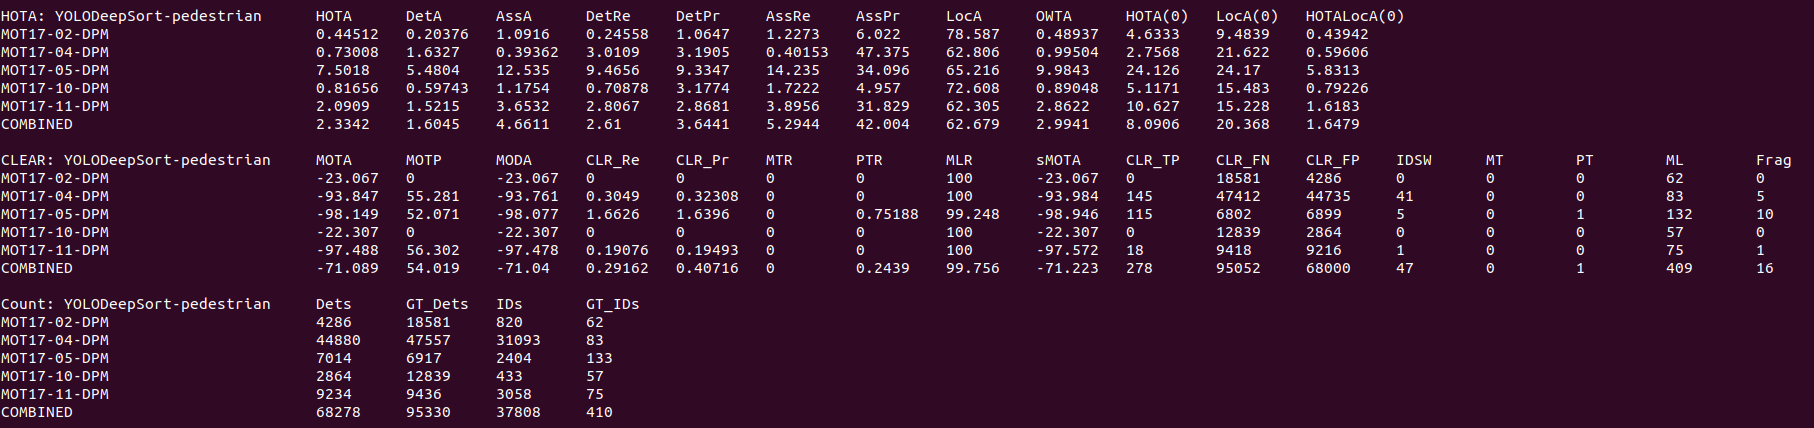 HOTA: YOLODeepSort-pedestrian HOTA DetA AssA DetRe DetPr AssRe AssPr LocA OWTA HOTA(0) LocA(0) HOTALocA(0)
MOT17-02-DPM 0.44512 0.20376 1.0916 0.24558 1.0647 1.2273 6.022 78.587 0.48937 4.6333 9.4839 0.43942
MOT17-04-DPM 0.73008 1.6327 0.39362 3.0109 3.1905 0.40153 47.375 62.806 0.99504 2.7568 21.622 0.59606
MOT17-05-DPM 7.5018 5.4804 12.535 9.4656 9.3347 14.235 34.096 65.216 9.9843 24.126 24.17 5.8313
MOT17-10-DPM 0.81656 0.59743 1.1754 0.70878 3.1774 1.7222 4.957 72.608 0.89048 5.1171 15.483 0.79226
MOT17-11-DPM 2.0909 1.5215 3.6532 2.8067 2.8681 3.8956 31.829 62.305 2.8622 10.627 15.228 1.6183
COMBINED 2.3342 1.6045 4.6611 2.61 3.6441 5.2944 42.004 62.679 2.9941 8.0906 20.368 1.6479
CLEAR: YOLODeepSort-pedestrian MOTA MOTP MODA CLR_Re CLR_Pr MTR PTR MLR sMOTA CLR_TP CLR_FN CLR_FP IDSW MT PT ML Frag
MOT17-02-DPM -23.067 0 -23.067 0 0 0 0 100 -23.067 0 18581 4286 0 0 0 62 0
MOT17-04-DPM -93.847 55.281 -93.761 0.3049 0.32308 0 0 100 -93.984 145 47412 44735 41 0 0 83 5
MOT17-05-DPM -98.149 52.071 -98.077 1.6626 1.6396 0 0.75188 99.248 -98.946 115 6802 6899 5 0 1 132 10
MOT17-10-DPM -22.307 0 -22.307 0 0 0 0 100 -22.307 0 12839 2864 0 0 0 57 0
MOT17-11-DPM -97.488 56.302 -97.478 0.19076 0.19493 0 0 100 -97.572 18 9418 9216 1 0 0 75 1
COMBINED -71.089 54.019 -71.04 0.29162 0.40716 0 0.2439 99.756 -71.223 278 95052 68000 47 0 1 409 16
Count: YOLODeepSort-pedestrian Dets GT_Dets IDs GT_IDs
MOT17-02-DPM 4286 18581 820 62
MOT17-04-DPM 44880 47557 31093 83
MOT17-05-DPM 7014 6917 2404 133
MOT17-10-DPM 2864 12839 433 57
MOT17-11-DPM 9234 9436 3058 75
COMBINED 68278 95330 37808 410